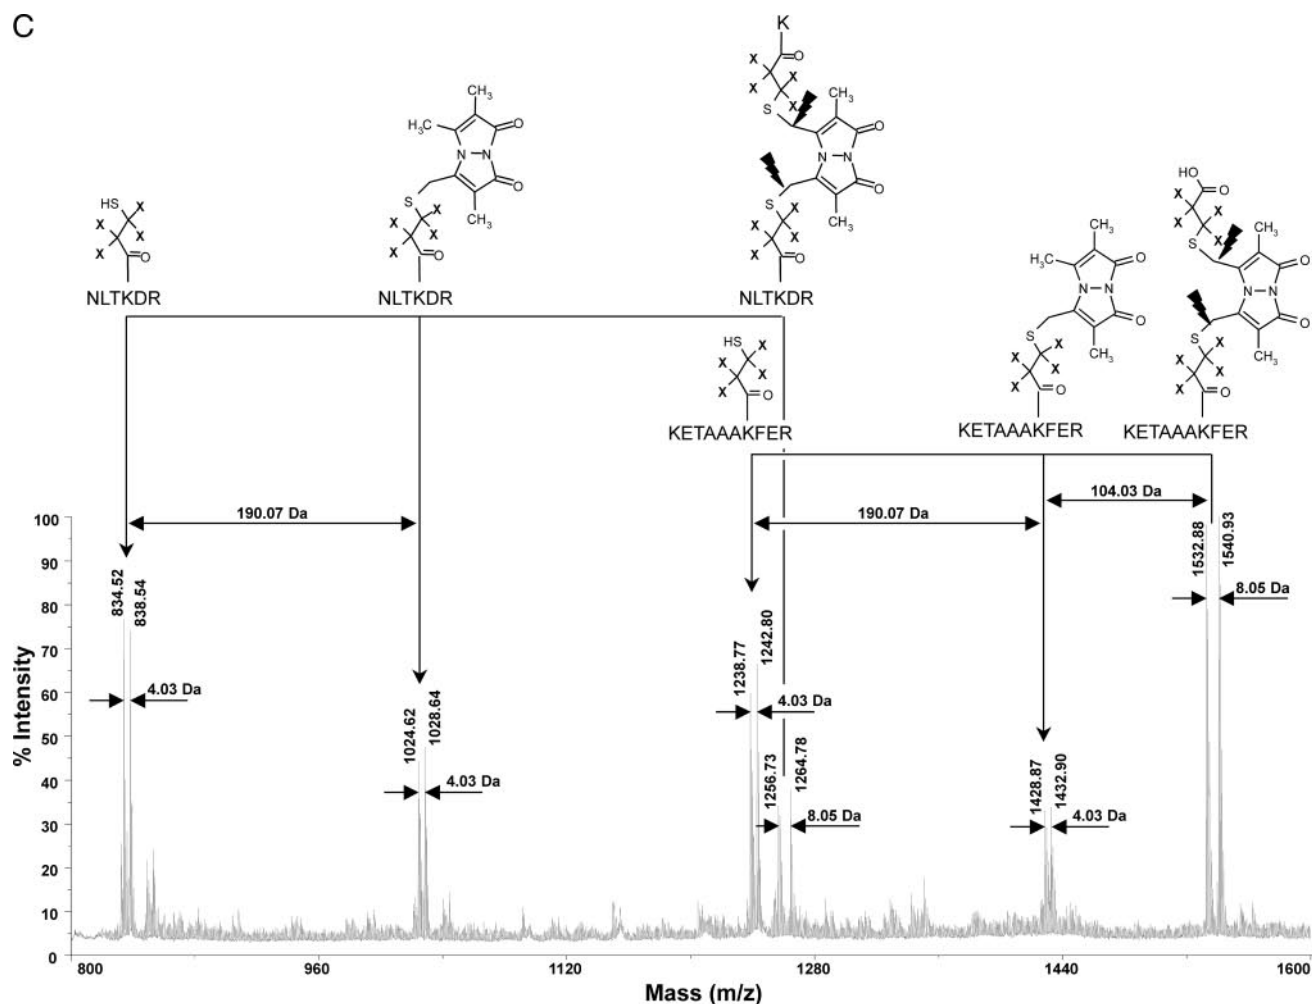 C
K
X
X
X
X
O
S
CH3
N
N
O
O
S
CH3
X
X
X
X
O
NLTKDR
CH3
H3C
N
N
O
O
S
CH3
X
X
X
X
O
NLTKDR
HS
X
X
X
X
O
NLTKDR
HS
X
X
X
X
O
KETAAAKFER
CH3
H3C
N
N
O
O
S
CH3
X
X
X
X
O
KETAAAKFER
HO
O
X
X
X
X
S
CH3
N
N
O
O
S
CH3
X
X
X
X
O
KETAAAKFER
190.07 Da
190.07 Da
104.03 Da
834.52
838.54
4.03 Da
1024.62
1028.64
4.03 Da
1238.77
1242.80
4.03 Da
1256.73
1264.78
8.05 Da
1428.87
1432.90
4.03 Da
1532.88
1540.93
8.05 Da
% Intensity
100
90
80
70
60
50
40
30
20
10
0
800
960
1120
1280
1440
1600
Mass (m/z)